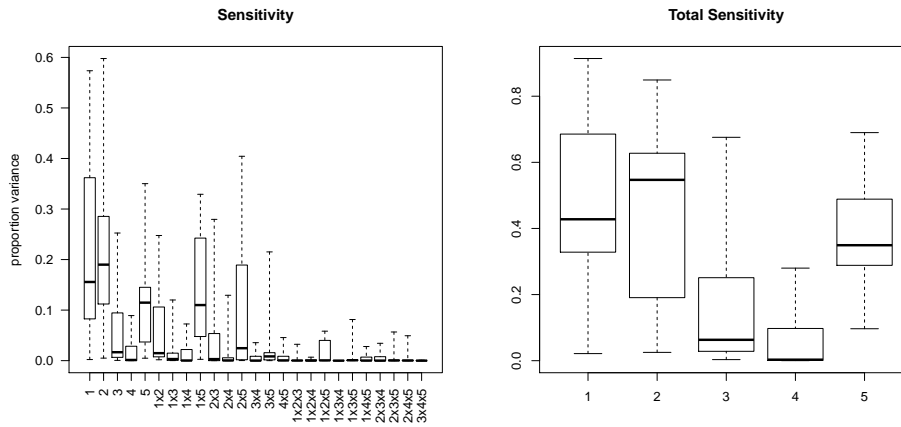 Sensitivity
proportion variance
0.6
0.5
0.4
0.3
0.2
0.1
0.0
1
2
3
4
5
1x2
1x3
1x4
1x5
2x3
2x4
2x5
3x4
3x5
4x5
1x2x3
1x2x4
1x2x5
1x3x4
1x3x5
1x4x5
2x3x4
2x3x5
2x4x5
3x4x5
Total Sensitivity
0.8
0.6
0.4
0.2
0.0
1 2 3 4 5